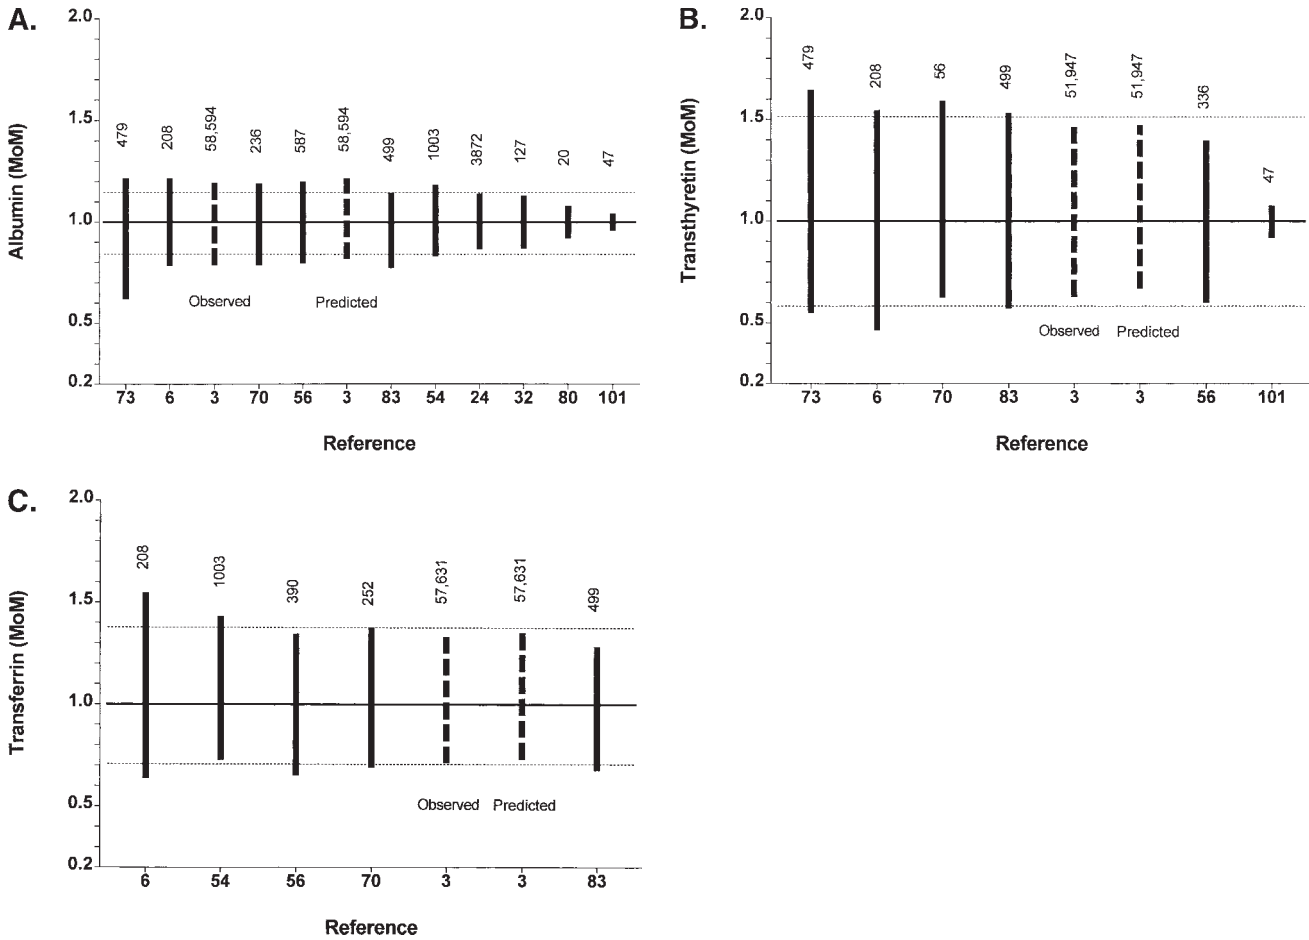 A.
Albumin (MoM)
2.0
1.5
1.0
0.5
0.2
479
208
58,594
236
587
58,594
499
1003
3872
127
20
47
Observed
Predicted
73 6 3 70 56 3 83 54 24 32 80 101
Reference
B.
Transthyretin (MoM)
2.0
1.5
1.0
0.5
0.2
479
208
56
499
51,947
51,947
336
47
Observed
Predicted
73 6 70 83 3 3 56 101
Reference
C.
Transferrin (MoM)
2.0
1.5
1.0
0.5
0.2
208
1003
390
252
57,631
57,631
499
Observed
Predicted
6 54 56 70 3 3 83
Reference